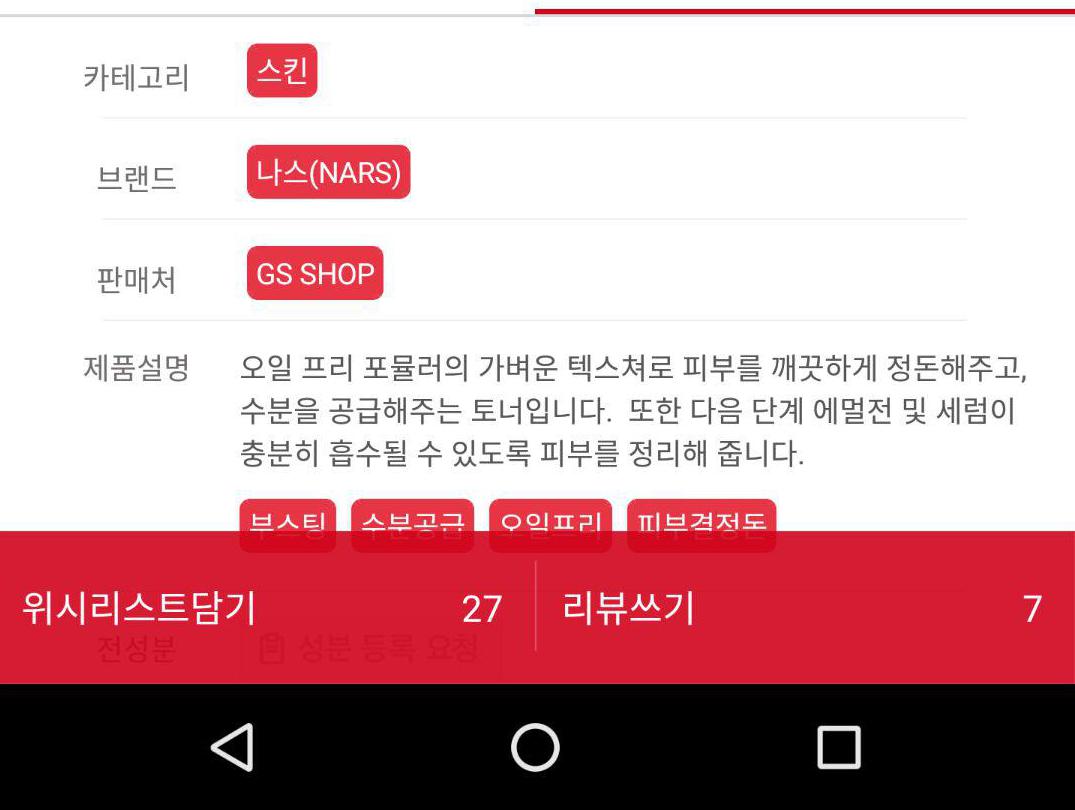 카테고리 스킨
브랜드 나스(NARS)
판매처 GS SHOP
제품설명 오일 프리 포뮬러의 가벼운 텍스쳐로 피부를 깨끗하게 정돈해주고,
수분을 공급해주는 토너입니다. 또한 다음 단계 에멀전 및 세럼이
충분히 흡수될 수 있도록 피부를 정리해 줍니다.
부스팅 수분공급 오일프리 피부결정돈
위시리스트담기 27 리뷰쓰기 7
전성분 성분 등록 요청